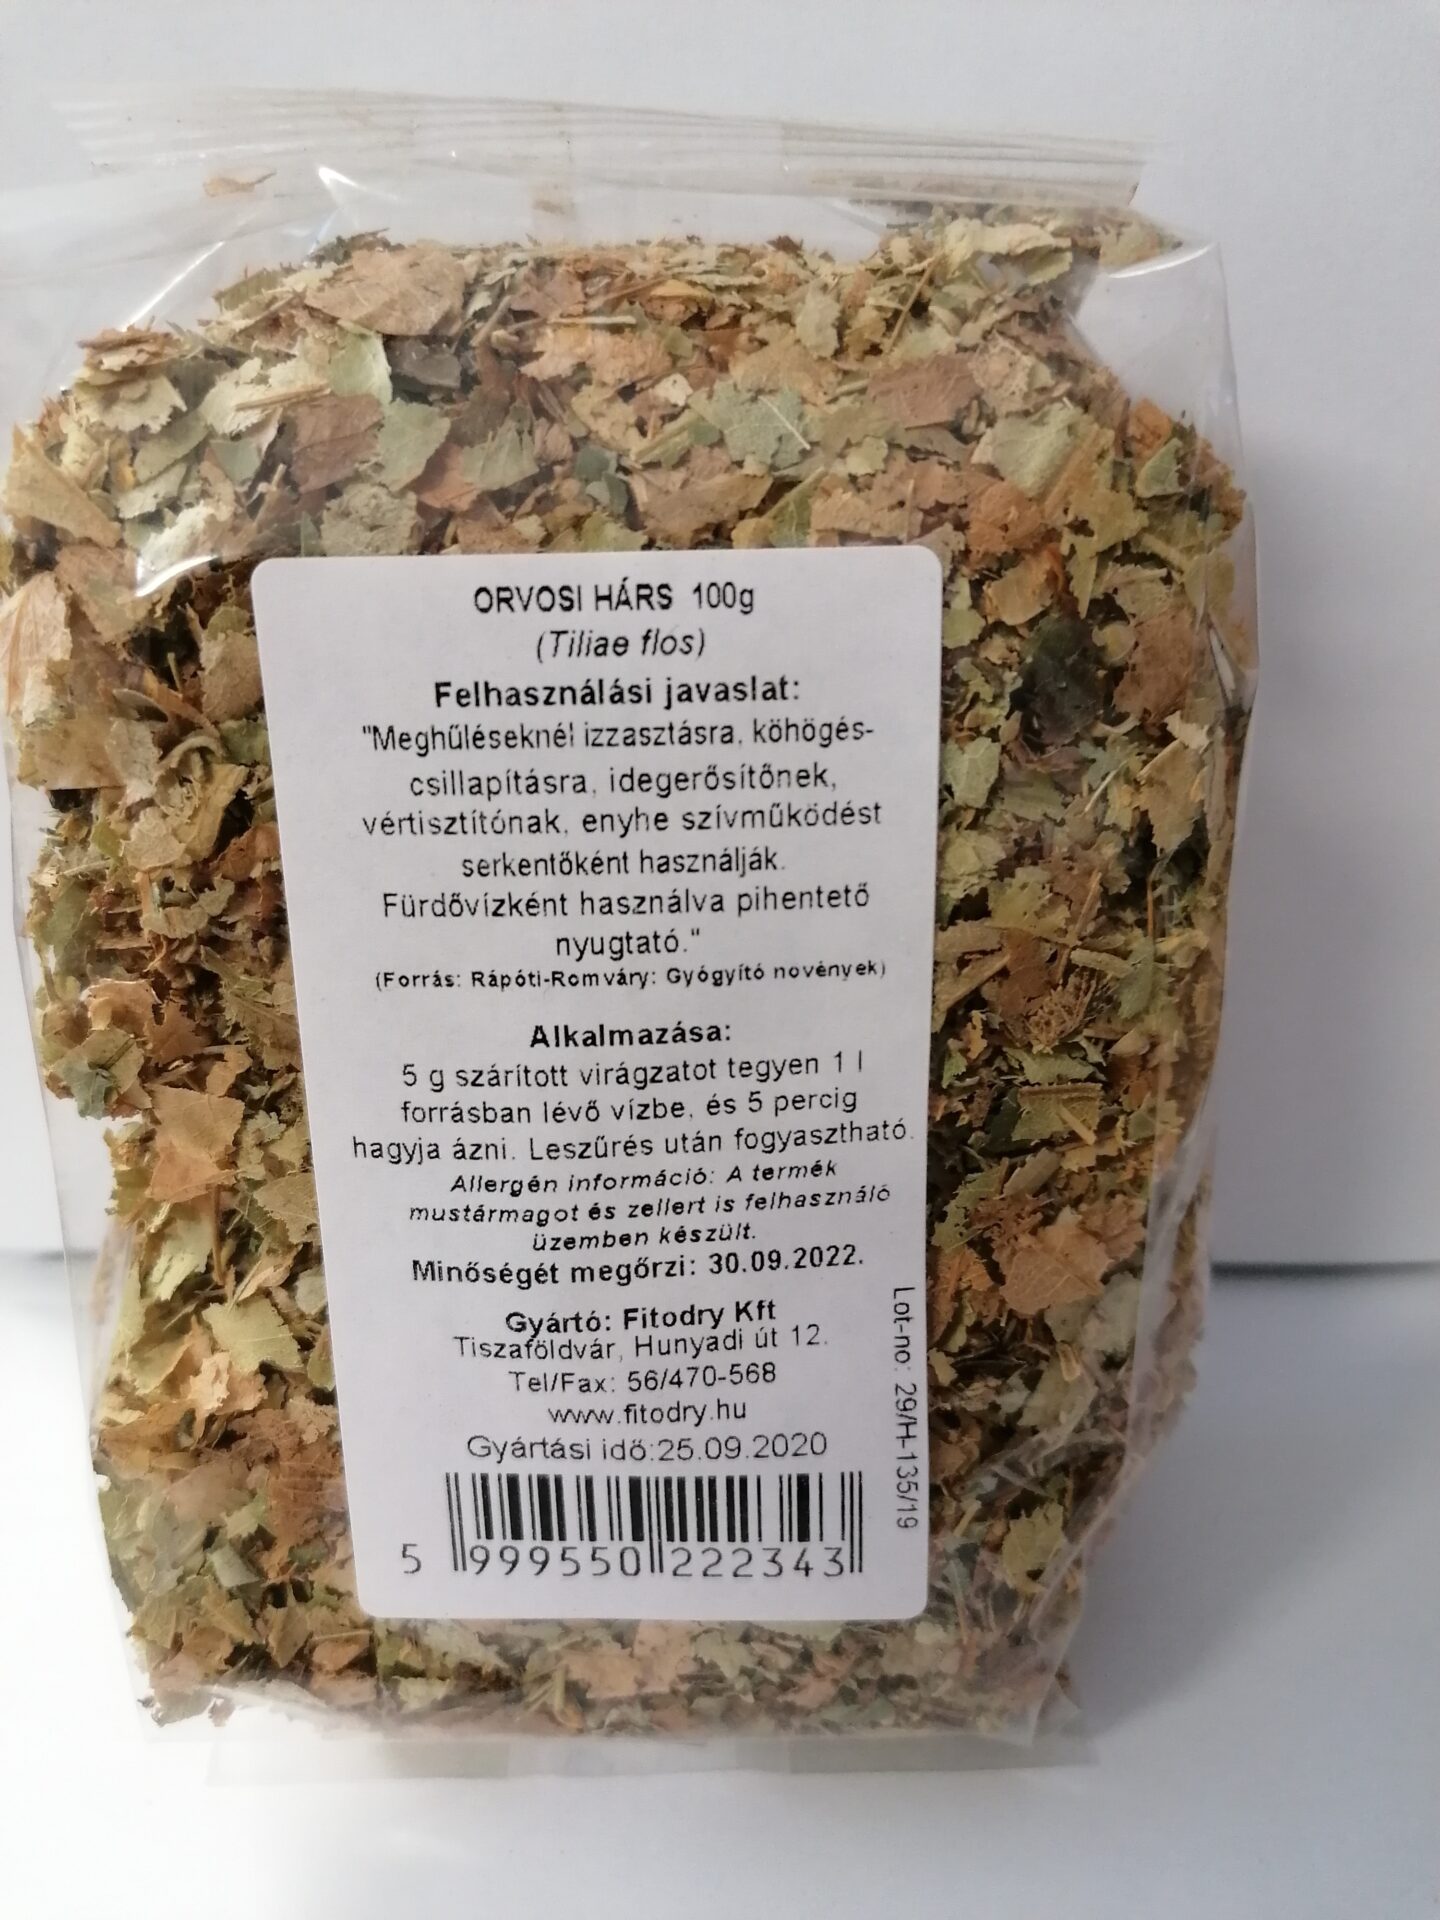 ORVOSI HÁRS 100g
(Tiliae flos)
Felhasználási javaslat:
"Meghűléseknél izzasztásra, köhögés-
csillapításra, idegerősítőnek,
vértisztítónak, enyhe szívműködést
serkentőként használják.
Fürdővízként használva pihentető
nyugtató."
(Forrás: Rápóti-Romváry: Gyógyító novények)
Alkalmazása:
5 g szárított virágzatot tegyen 1 l
forrásban lévő vízbe, és 5 percig
hagyja ázni. Leszűrés után fogyasztható.
Allergén információ: A termék
mustármagot és zellert is felhasználó
üzemben készült.
Minőségét megőrzi: 30.09.2022.
Gyártó: Fitodry Kft
Tiszaföldvár, Hunyadi út 12.
Tel/Fax: 56/470-568
www.fitodry.hu
Gyártási idő:25.09.2020
5 999550 222343
Lot-no: 29/H-135/19